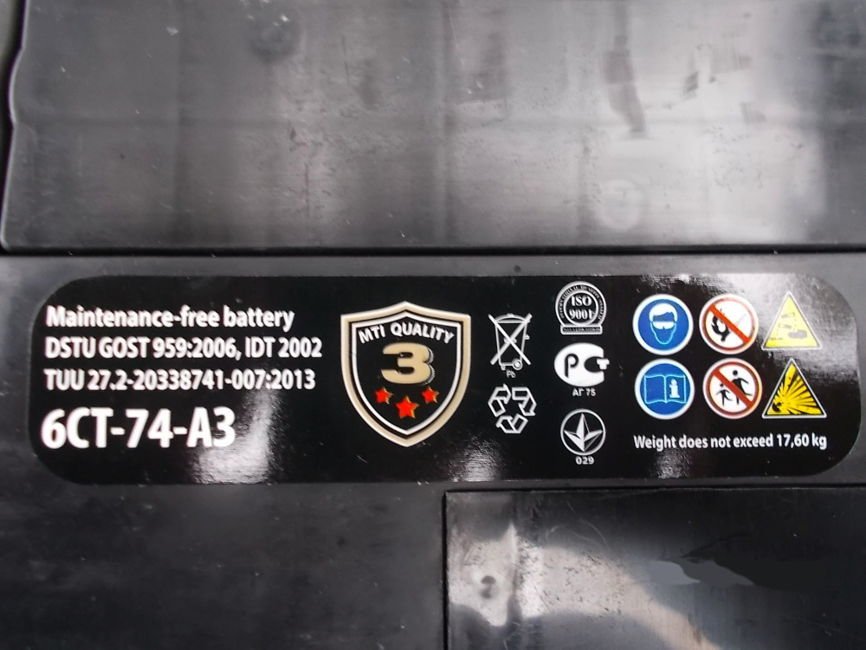 Maintenance-free battery
DSTU GOST 959:2006, IDT 2002
TUU 27.2-20338741-007:2013
6CT-74-A3
MTI QUALITY
3
Pb
ISO
9001
АГ 75
029
Weight does not exceed 17,60 kg